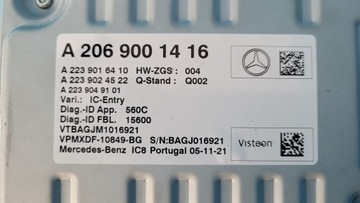 A 206 900 14 16
A 223 901 64 10 HW-ZGS : 004
A 223 902 45 22 Q-Stand : Q002
A 223 904 91 01
Vari.: IC-Entry
Diag.-ID App. 560C
Diag.-ID FBL. 15600
VTBAGJM1016921
VPMXDF-10849-BG S/N:BAGJ016921
Mercedes-Benz IC8 Portugal 05-11-21
Visteon